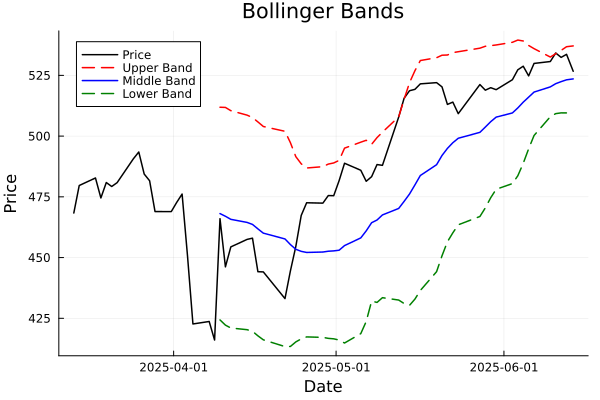 Bollinger Bands
Price
Upper Band
Middle Band
Lower Band
Price
525
500
475
450
425
2025-04-01
2025-05-01
2025-06-01
Date